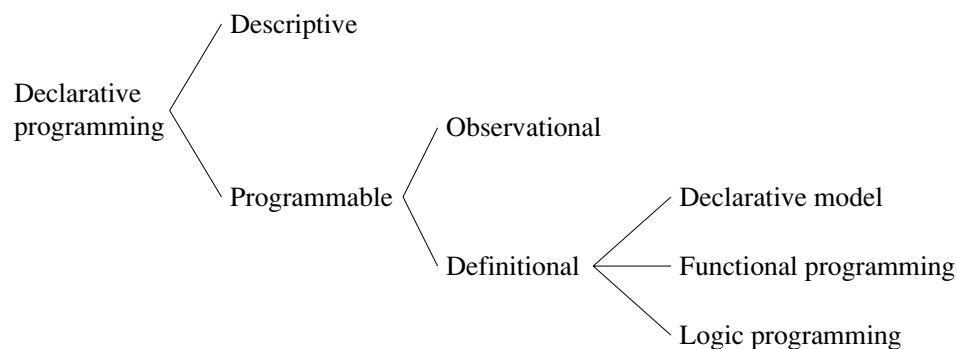 Descriptive
Declarative
programming
Observational
Programmable
Declarative model
Definitional
Functional programming
Logic programming